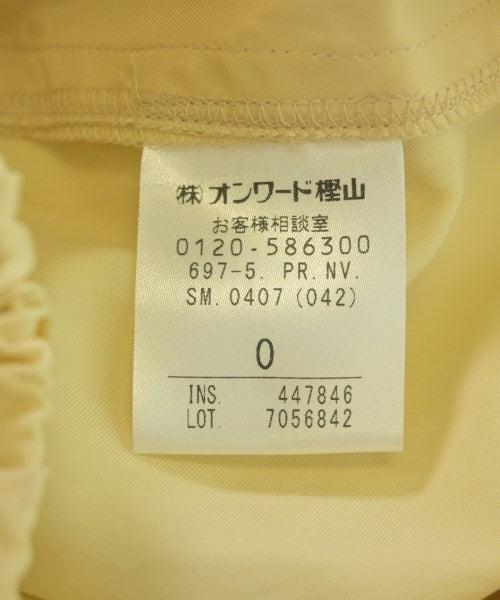 ㈱オンワード樫山
お客様相談室
0120-586300
697-5. PR. NV.
SM. 0407 (042)
0
INS. 447846
LOT. 7056842